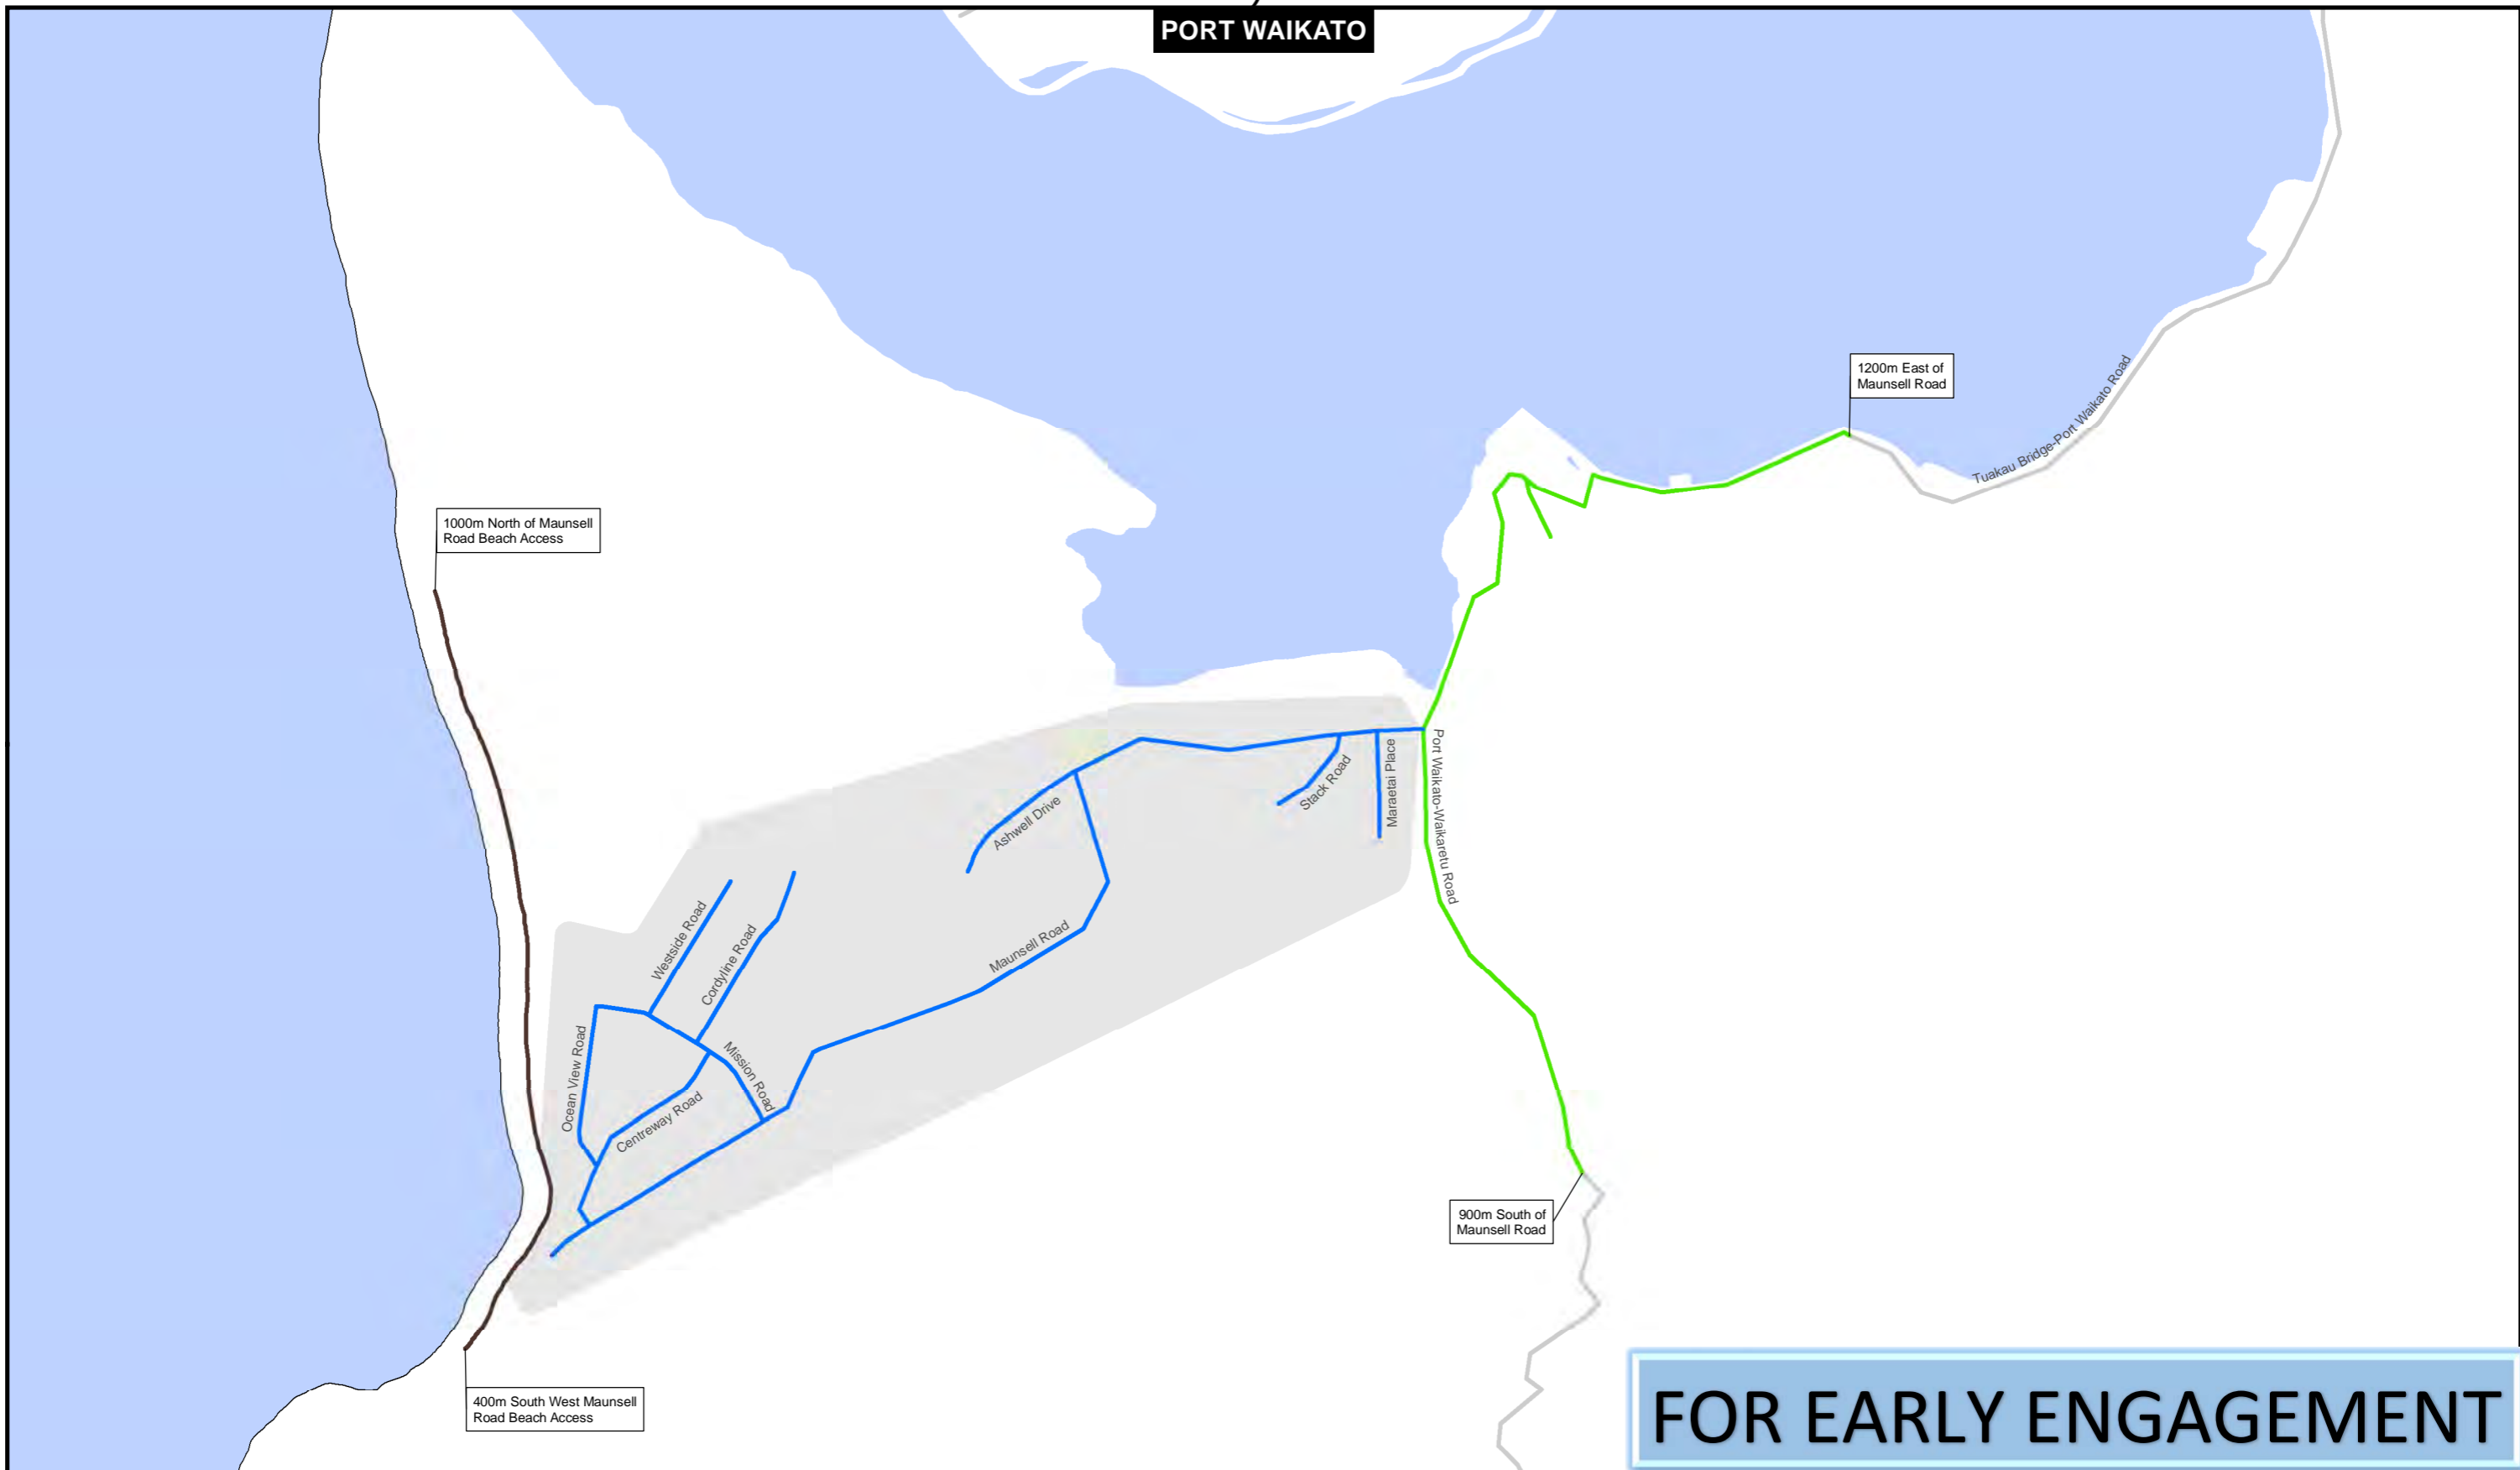 PORT WAIKATO
1200m East of
Maunsell Road
Tuakau Bridge-Port Waikato Road
1000m North of Maunsell
Road Beach Access
Port Waikato-Waikaretu Road
Maraetai Place
Stack Road
Ashwell Drive
Westside Road
Cordyline Road
Maunsell Road
Ocean View Road
Mission Road
Centreway Road
900m South of
Maunsell Road
400m South West Maunsell
Road Beach Access
FOR EARLY ENGAGEMENT